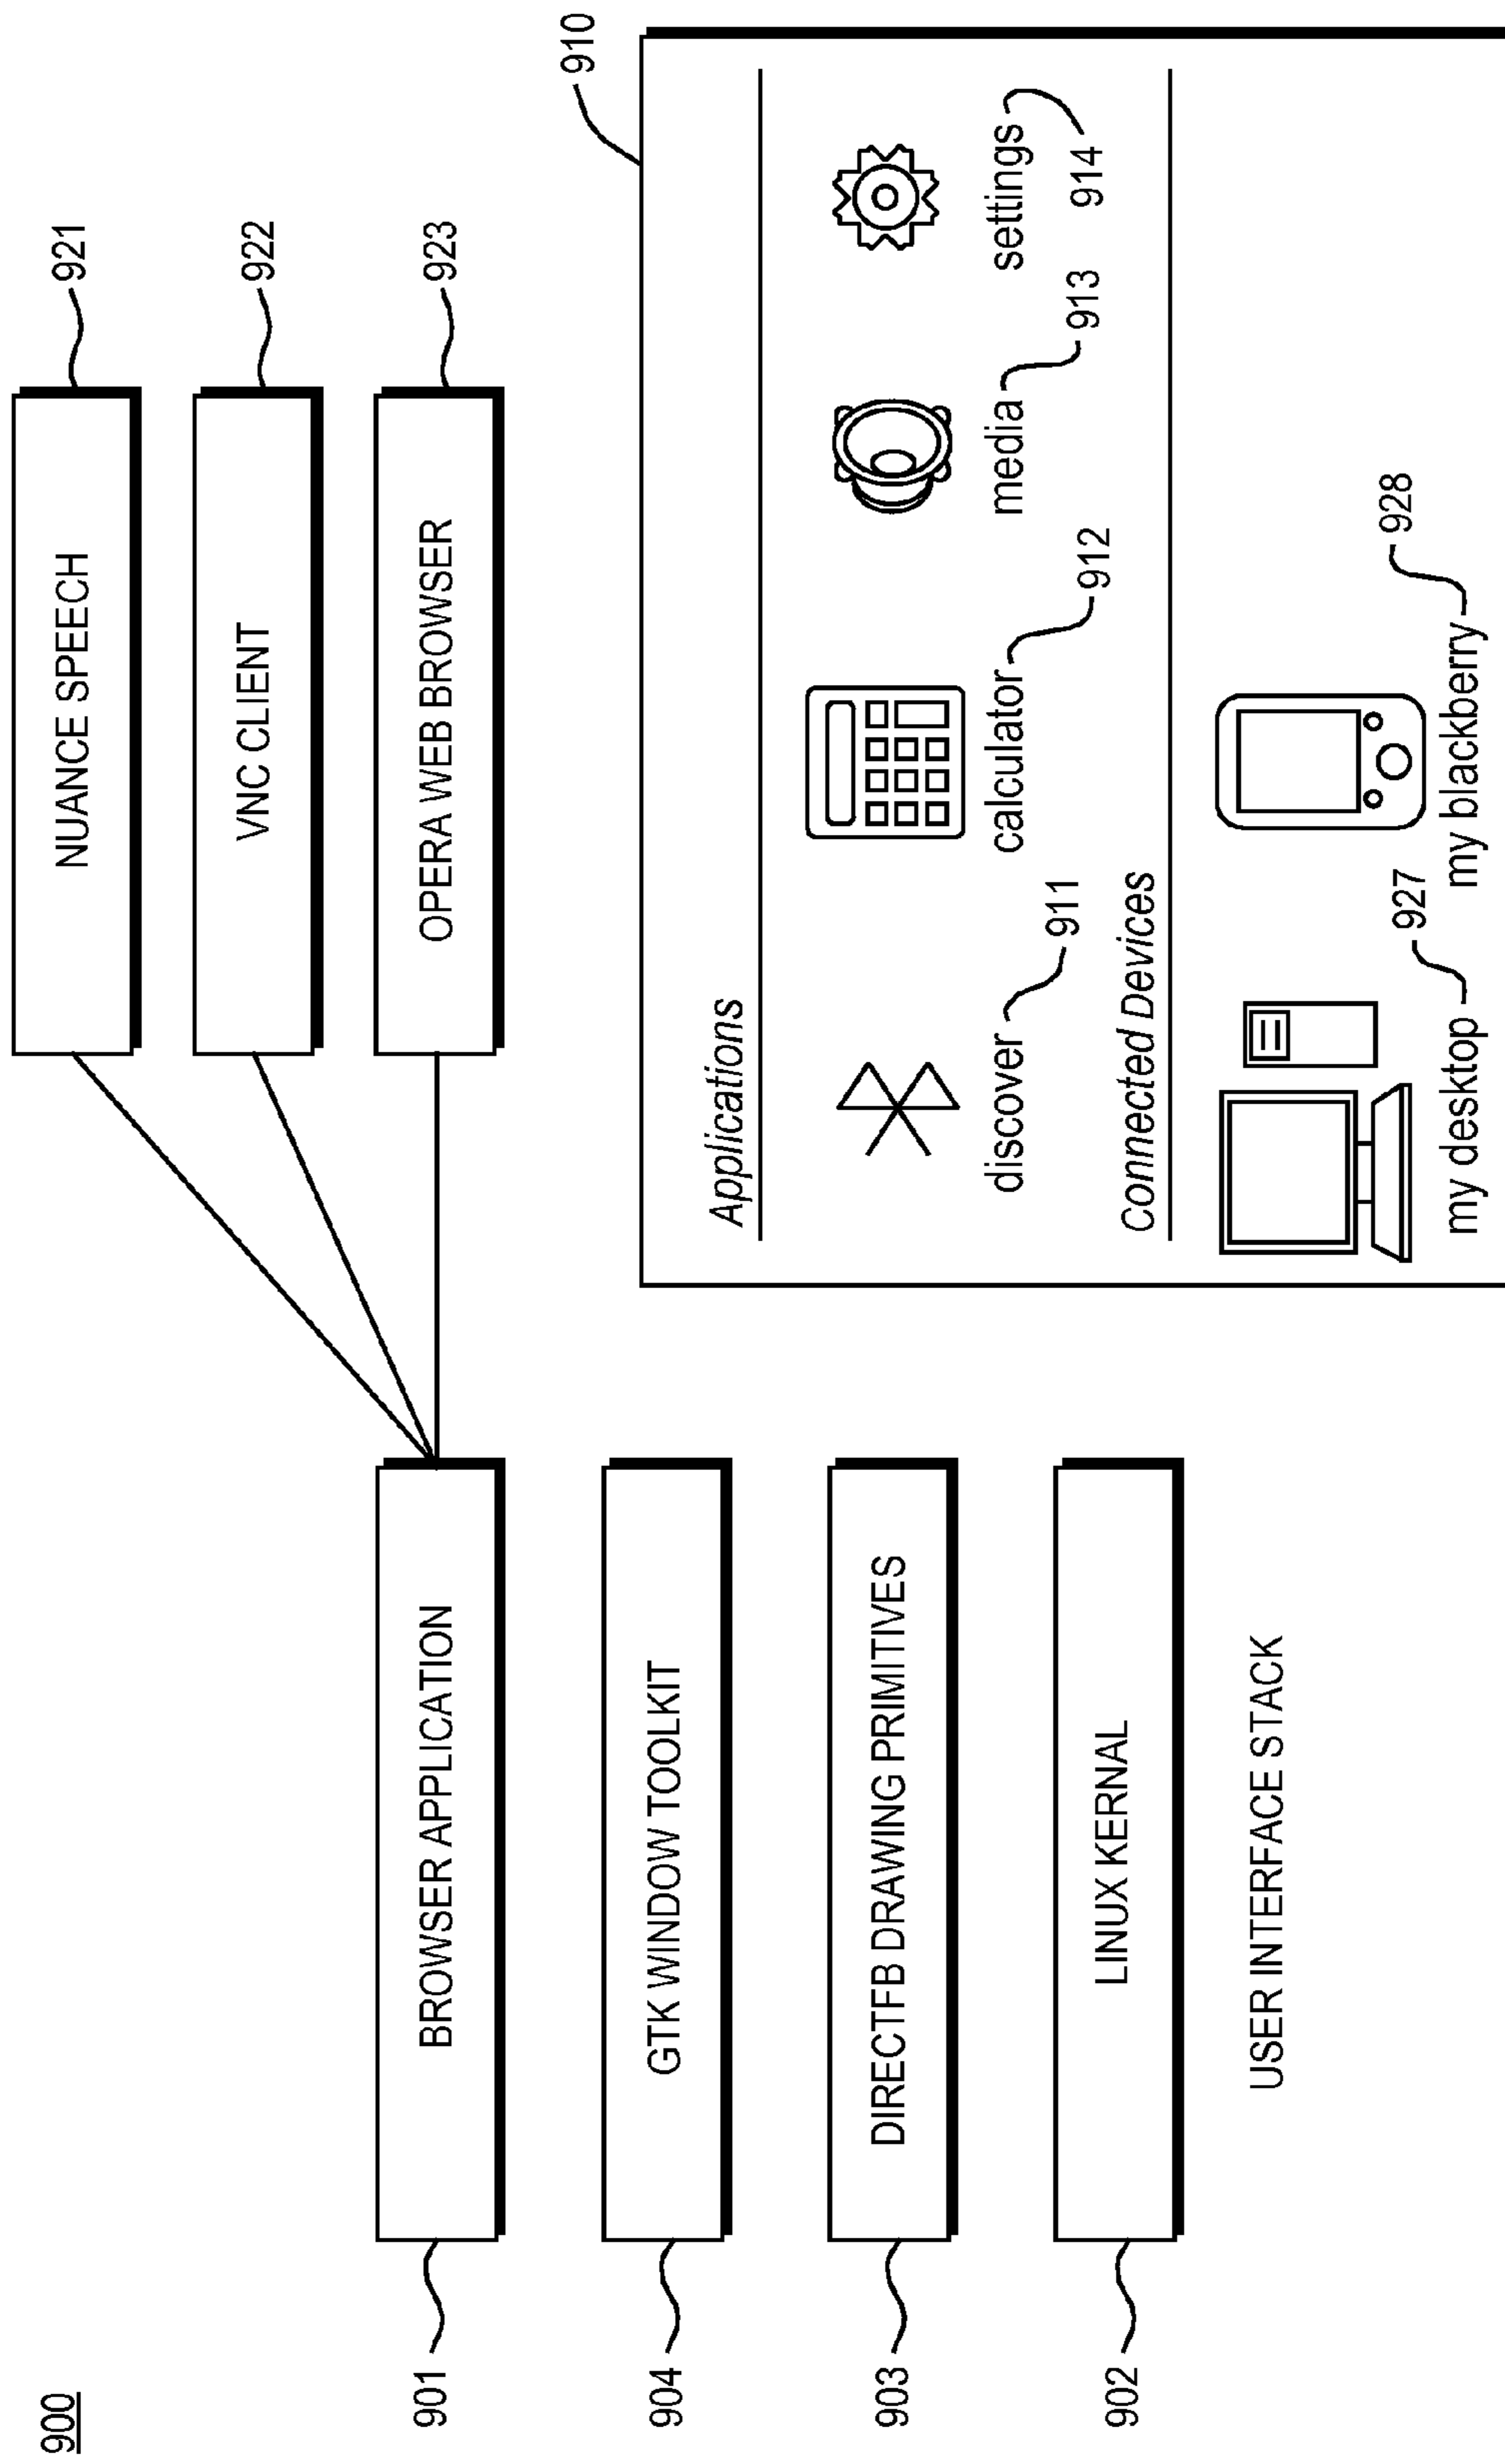 900
NUANCE SPEECH
921
VNC CLIENT
922
901
BROWSER APPLICATION
OPERA WEB BROWSER
923
904
GTK WINDOW TOOLKIT
903
DIRECTFB DRAWING PRIMITIVES
902
LINUX KERNAL
USER INTERFACE STACK
910
Applications
discover
calculator
media
settings
911
912
913
914
Connected Devices
927
928
my desktop
my blackberry